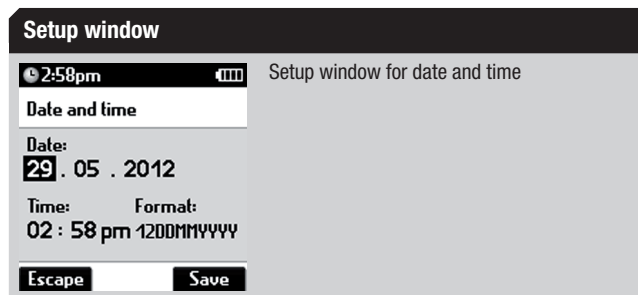 Setup window
2:58pm
Setup window for date and time
Date and time
Date:
29 . 05 . 2012
Time: Format:
02 : 58 pm 12DDMMYYYY
Escape Save